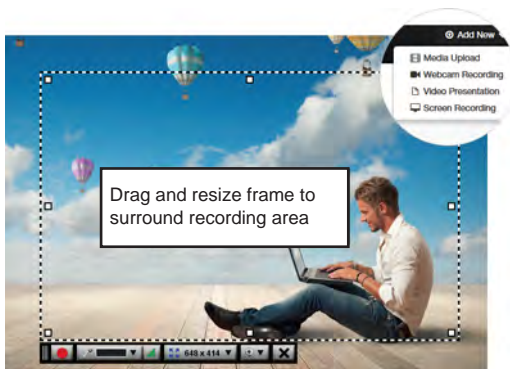 Add New
Media Upload
Webcam Recording
Video Presentation
Screen Recording
Drag and resize frame to
surround recording area
648 x 414